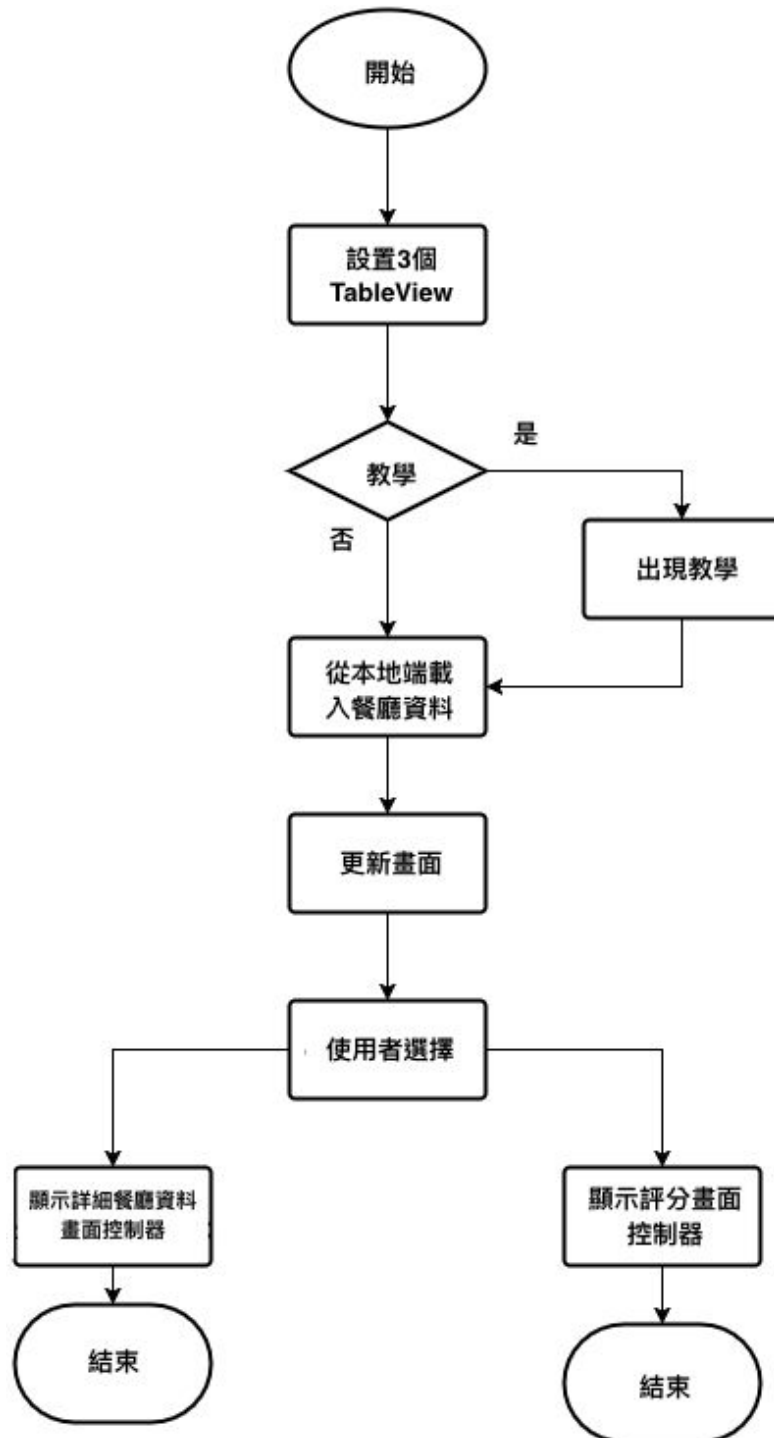 開始
設置3個
TableView
是
教學
否
出現教學
從本地端載
入餐廳資料
更新畫面
使用者選擇
顯示詳細餐廳資料
畫面控制器
顯示評分畫面
控制器
結束
結束